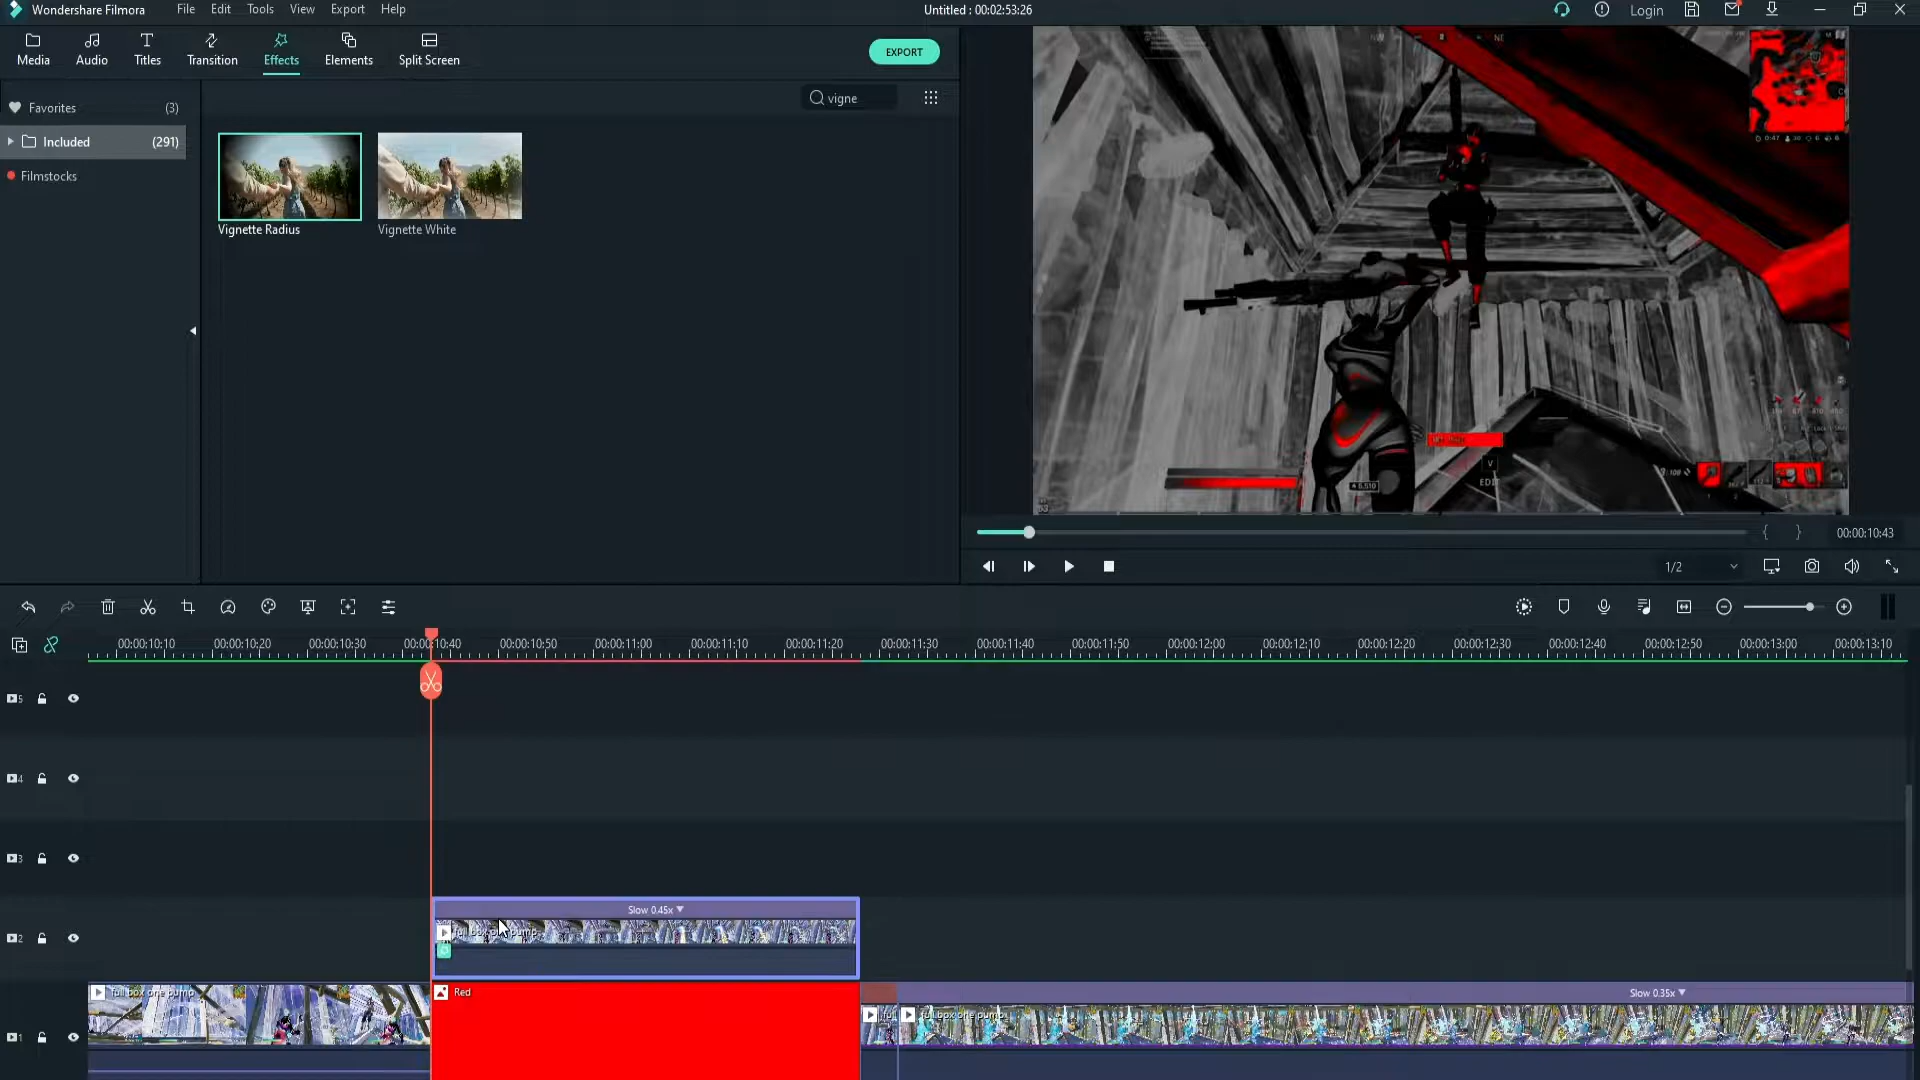 Wondershare Filmora
File Edit Tools View Export Help
Untitled : 00:02:53:26
Login
Media Audio Titles Transition Effects Elements Split Screen
EXPORT
Favorites (3)
Included (291)
Filmstocks
vigne
Vignette Radius
Vignette White
NE
EDIT
00:00:10:43
1/2
00:00:10:10 00:00:10:20 00:00:10:30 00:00:10:40 00:00:10:50 00:00:11:00 00:00:11:10 00:00:11:20 00:00:11:30 00:00:11:40 00:00:11:50 00:00:12:00 00:00:12:10 00:00:12:20 00:00:12:30 00:00:12:40 00:00:12:50 00:00:13:00 00:00:13:10
5
4
3
2
Slow 0.45x
full box one pump
1
full box one pump
Red
full box one pump
Slow 0.35x